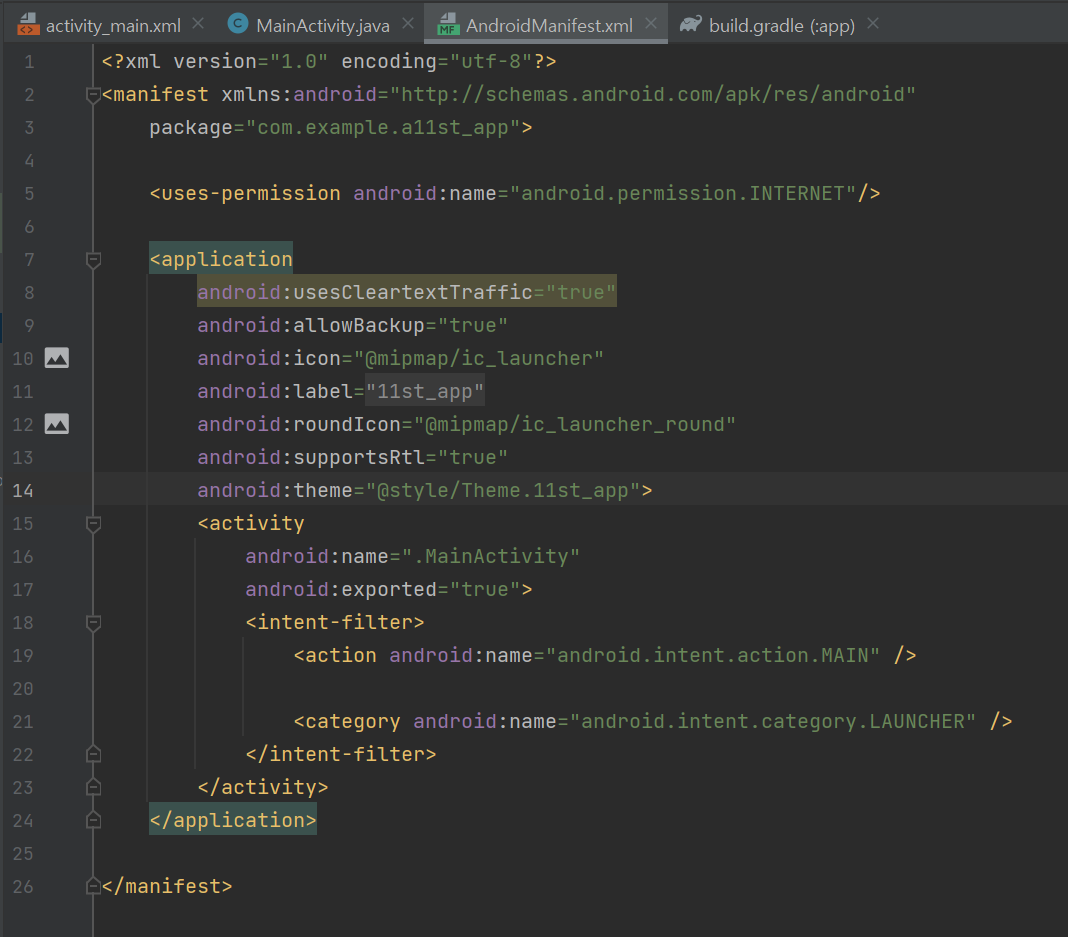 activity_main.xml MainActivity.java AndroidManifest.xml build.gradle (:app)
1 <?xml version="1.0" encoding="utf-8"?>
2 <manifest xmlns:android="http://schemas.android.com/apk/res/android"
3 package="com.example.a11st_app">
4
5 <uses-permission android:name="android.permission.INTERNET"/>
6
7 <application
8 android:usesCleartextTraffic="true"
9 android:allowBackup="true"
10 android:icon="@mipmap/ic_launcher"
11 android:label="11st_app"
12 android:roundIcon="@mipmap/ic_launcher_round"
13 android:supportsRtl="true"
14 android:theme="@style/Theme.11st_app">
15 <activity
16 android:name=".MainActivity"
17 android:exported="true">
18 <intent-filter>
19 <action android:name="android.intent.action.MAIN" />
20
21 <category android:name="android.intent.category.LAUNCHER" />
22 </intent-filter>
23 </activity>
24 </application>
25
26 </manifest>